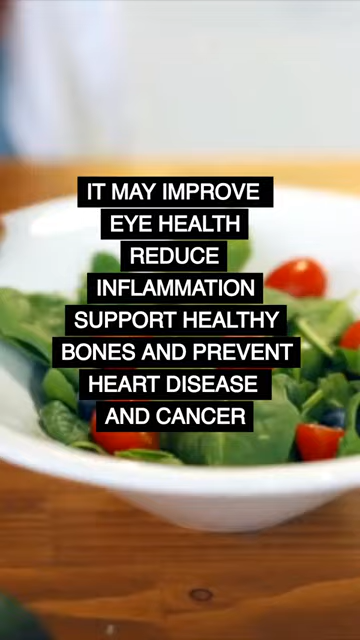 IT MAY IMPROVE
EYE HEALTH
REDUCE
INFLAMMATION
SUPPORT HEALTHY
BONES AND PREVENT
HEART DISEASE
AND CANCER